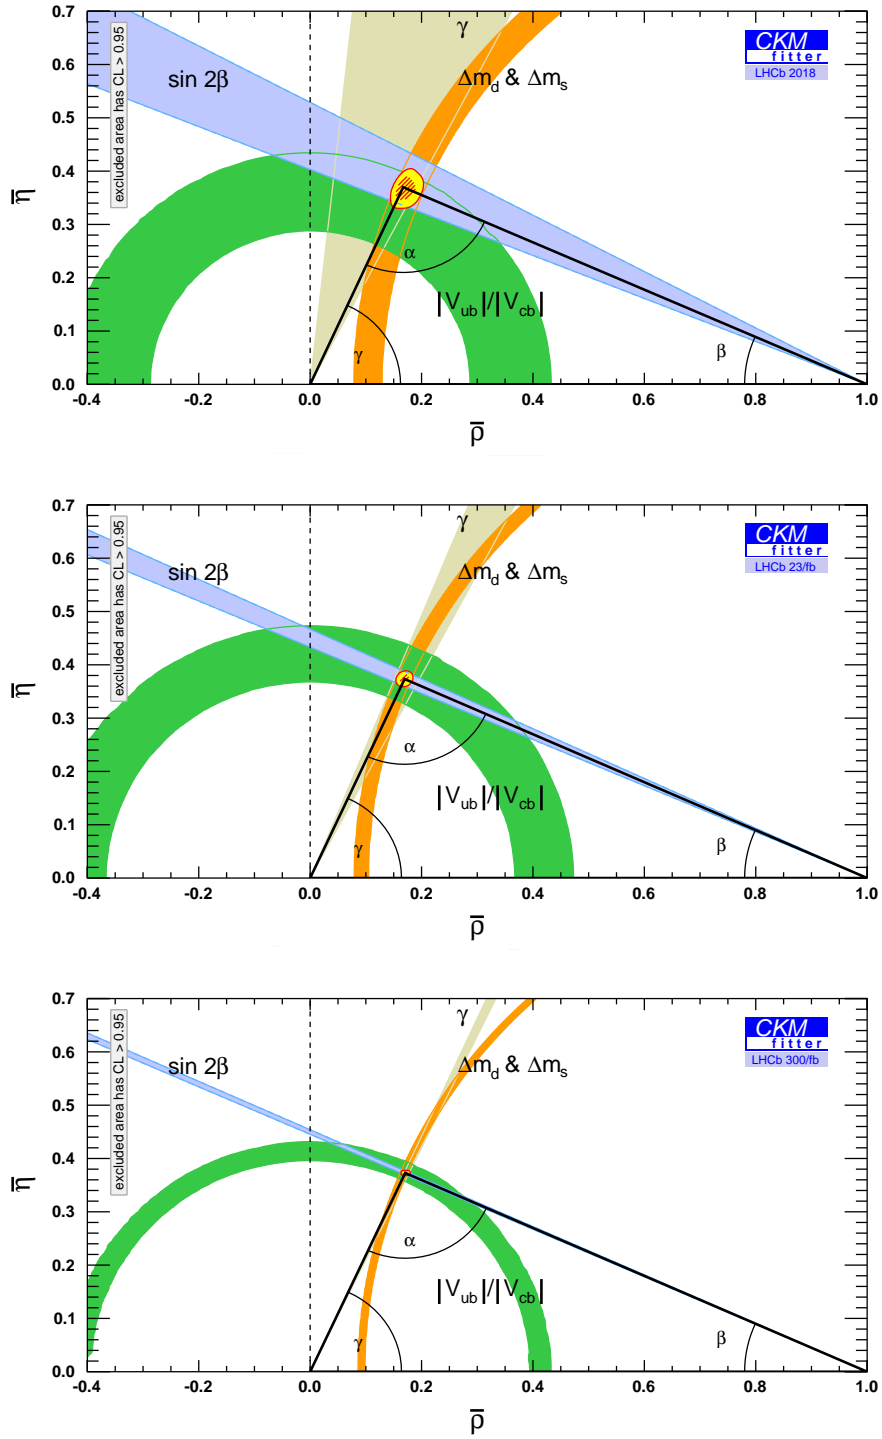 0.7
0.6
0.5
0.4
0.3
0.2
0.1
0.0
η̅
excluded area has CL > 0.95
sin 2β
γ
Δm_d & Δm_s
CKM
fitter
LHCb 2018
α
|V_ub|/|V_cb|
γ
β
-0.4 -0.2 0.0 0.2 0.4 0.6 0.8 1.0
ρ̅
0.7
0.6
0.5
0.4
0.3
0.2
0.1
0.0
η̅
excluded area has CL > 0.95
γ
sin 2β
Δm_d & Δm_s
CKM
fitter
LHCb 23/fb
α
|V_ub|/|V_cb|
γ
β
-0.4 -0.2 0.0 0.2 0.4 0.6 0.8 1.0
ρ̅
0.7
0.6
0.5
0.4
0.3
0.2
0.1
0.0
η̅
excluded area has CL > 0.95
γ
sin 2β
Δm_d & Δm_s
CKM
fitter
LHCb 300/fb
α
|V_ub|/|V_cb|
γ
β
-0.4 -0.2 0.0 0.2 0.4 0.6 0.8 1.0
ρ̅